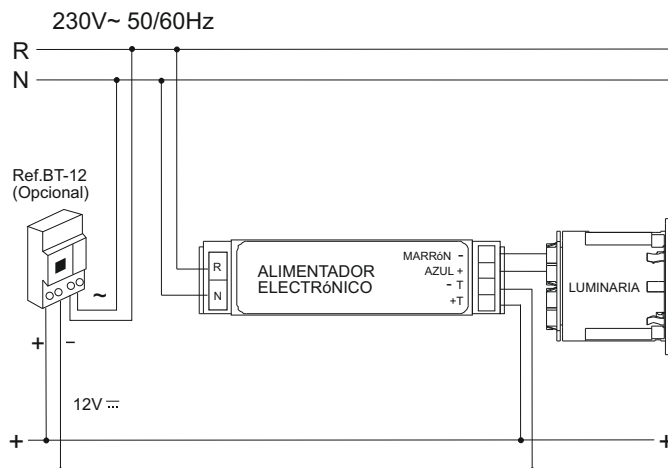 230V~ 50/60Hz
R
N
Ref.BT-12
(Opcional)
R
N
ALIMENTADOR
ELECTRóNICO
MARRóN -
AZUL +
- T
+T
LUMINARIA
~
+ -
12V ⎓
+ +